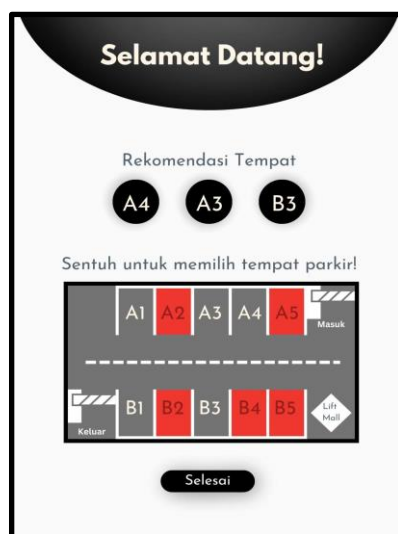 Selamat Datang!
Rekomendasi Tempat
A4 A3 B3
Sentuh untuk memilih tempat parkir!
A1 A2 A3 A4 A5
Masuk
B1 B2 B3 B4 B5
Keluar
Lift
Mall
Selesai